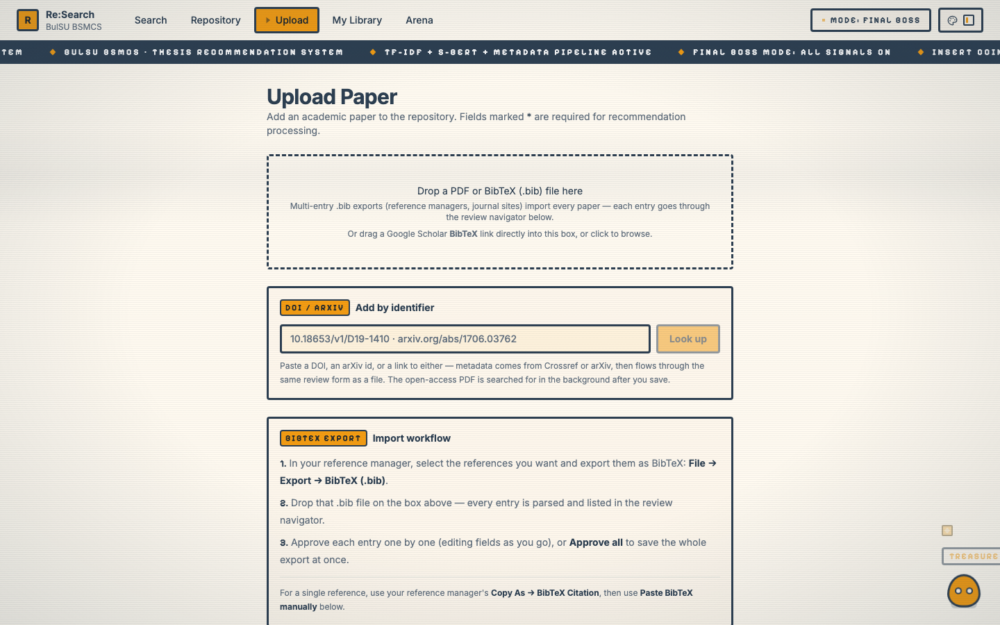 R
Re:Search
BulSU BSMCS
Search
Repository
Upload
My Library
Arena
MODE: FINAL BOSS
TEM ◆ BULSU BSMCS · THESIS RECOMMENDATION SYSTEM ◆ TF-IDF + S-BERT + METADATA PIPELINE ACTIVE ◆ FINAL BOSS MODE: ALL SIGNALS ON ◆ INSERT COIN
Upload Paper
Add an academic paper to the repository. Fields marked * are required for recommendation
processing.
Drop a PDF or BibTeX (.bib) file here
Multi-entry .bib exports (reference managers, journal sites) import every paper — each entry goes through
the review navigator below.
Or drag a Google Scholar BibTeX link directly into this box, or click to browse.
DOI / ARXIV Add by identifier
10.18653/v1/D19-1410 · arxiv.org/abs/1706.03762
Look up
Paste a DOI, an arXiv id, or a link to either — metadata comes from Crossref or arXiv, then flows through the
same review form as a file. The open-access PDF is searched for in the background after you save.
BIBTEX EXPORT Import workflow
1. In your reference manager, select the references you want and export them as BibTeX: File →
Export → BibTeX (.bib).
2. Drop that .bib file on the box above — every entry is parsed and listed in the review
navigator.
3. Approve each entry one by one (editing fields as you go), or Approve all to save the whole
export at once.
For a single reference, use your reference manager's Copy As → BibTeX Citation, then use Paste BibTeX
manually below.
TREASURE